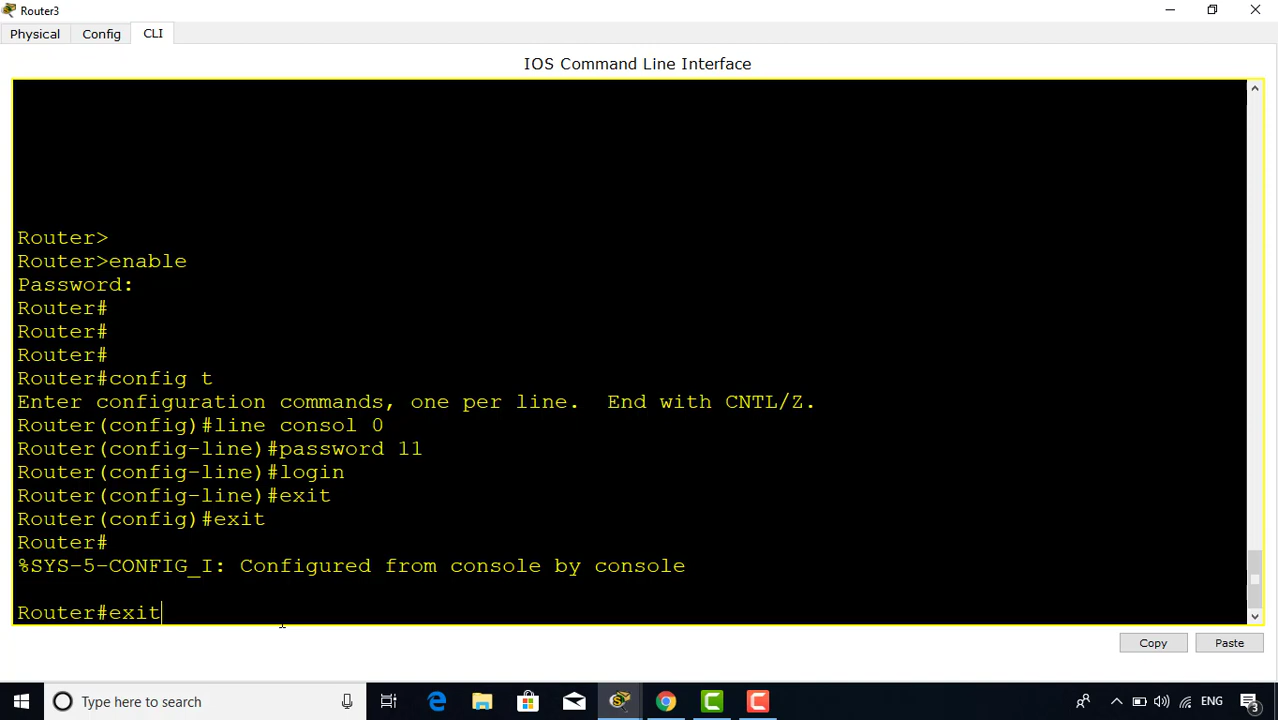 Router3
Physical Config CLI
IOS Command Line Interface
Router>
Router>enable
Password:
Router#
Router#
Router#
Router#config t
Enter configuration commands, one per line.  End with CNTL/Z.
Router(config)#line consol 0
Router(config-line)#password 11
Router(config-line)#login
Router(config-line)#exit
Router(config)#exit
Router#
%SYS-5-CONFIG_I: Configured from console by console
Router#exit
Copy Paste
Type here to search
ENG
3